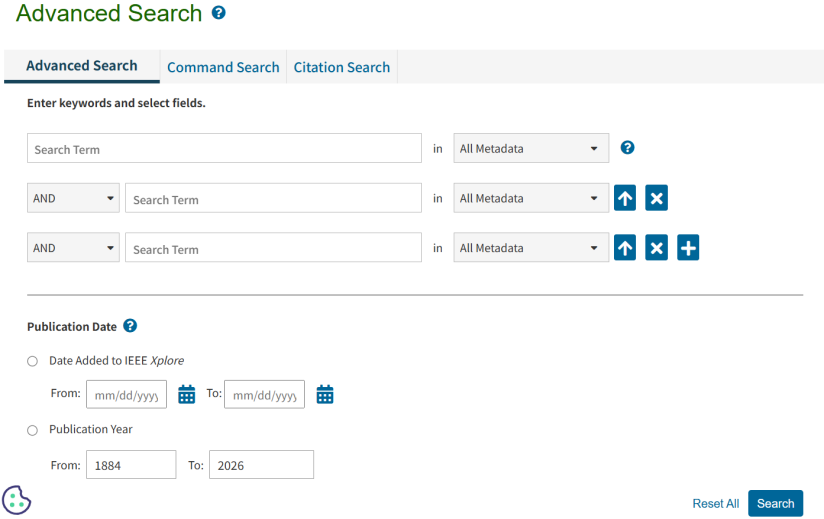 Advanced Search ?
Advanced Search Command Search Citation Search
Enter keywords and select fields.
Search Term in All Metadata ?
AND Search Term in All Metadata
AND Search Term in All Metadata
Publication Date ?
Date Added to IEEE Xplore
From: mm/dd/yyyy To: mm/dd/yyyy
Publication Year
From: 1884 To: 2026
Reset All Search